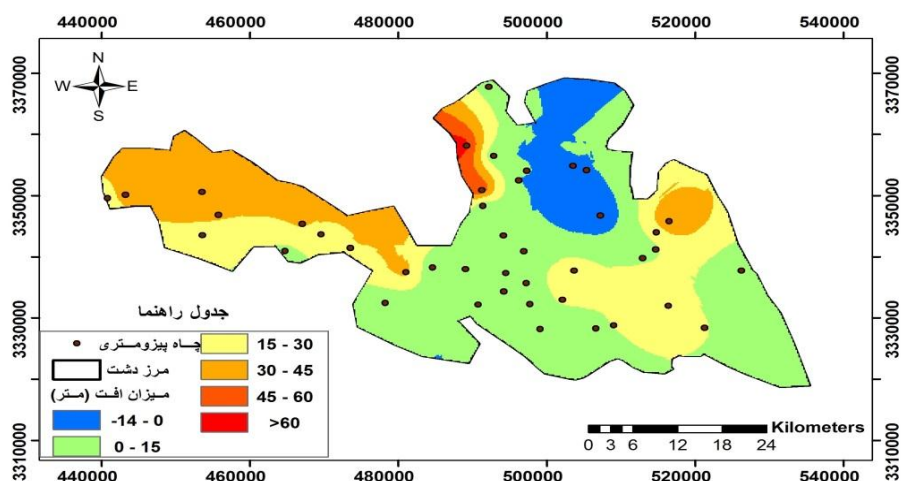 440000 460000 480000 500000 520000 540000
3370000 3370000
N
W E
S
3350000 3350000
3330000 3330000
3310000 3310000
جدول راهنما
چاه پیزومتری
مرز دشت
میزان افت (متر)
-14 - 0
0 - 15
15 - 30
30 - 45
45 - 60
>60
Kilometers
0 3 6 12 18 24
440000 460000 480000 500000 520000 540000